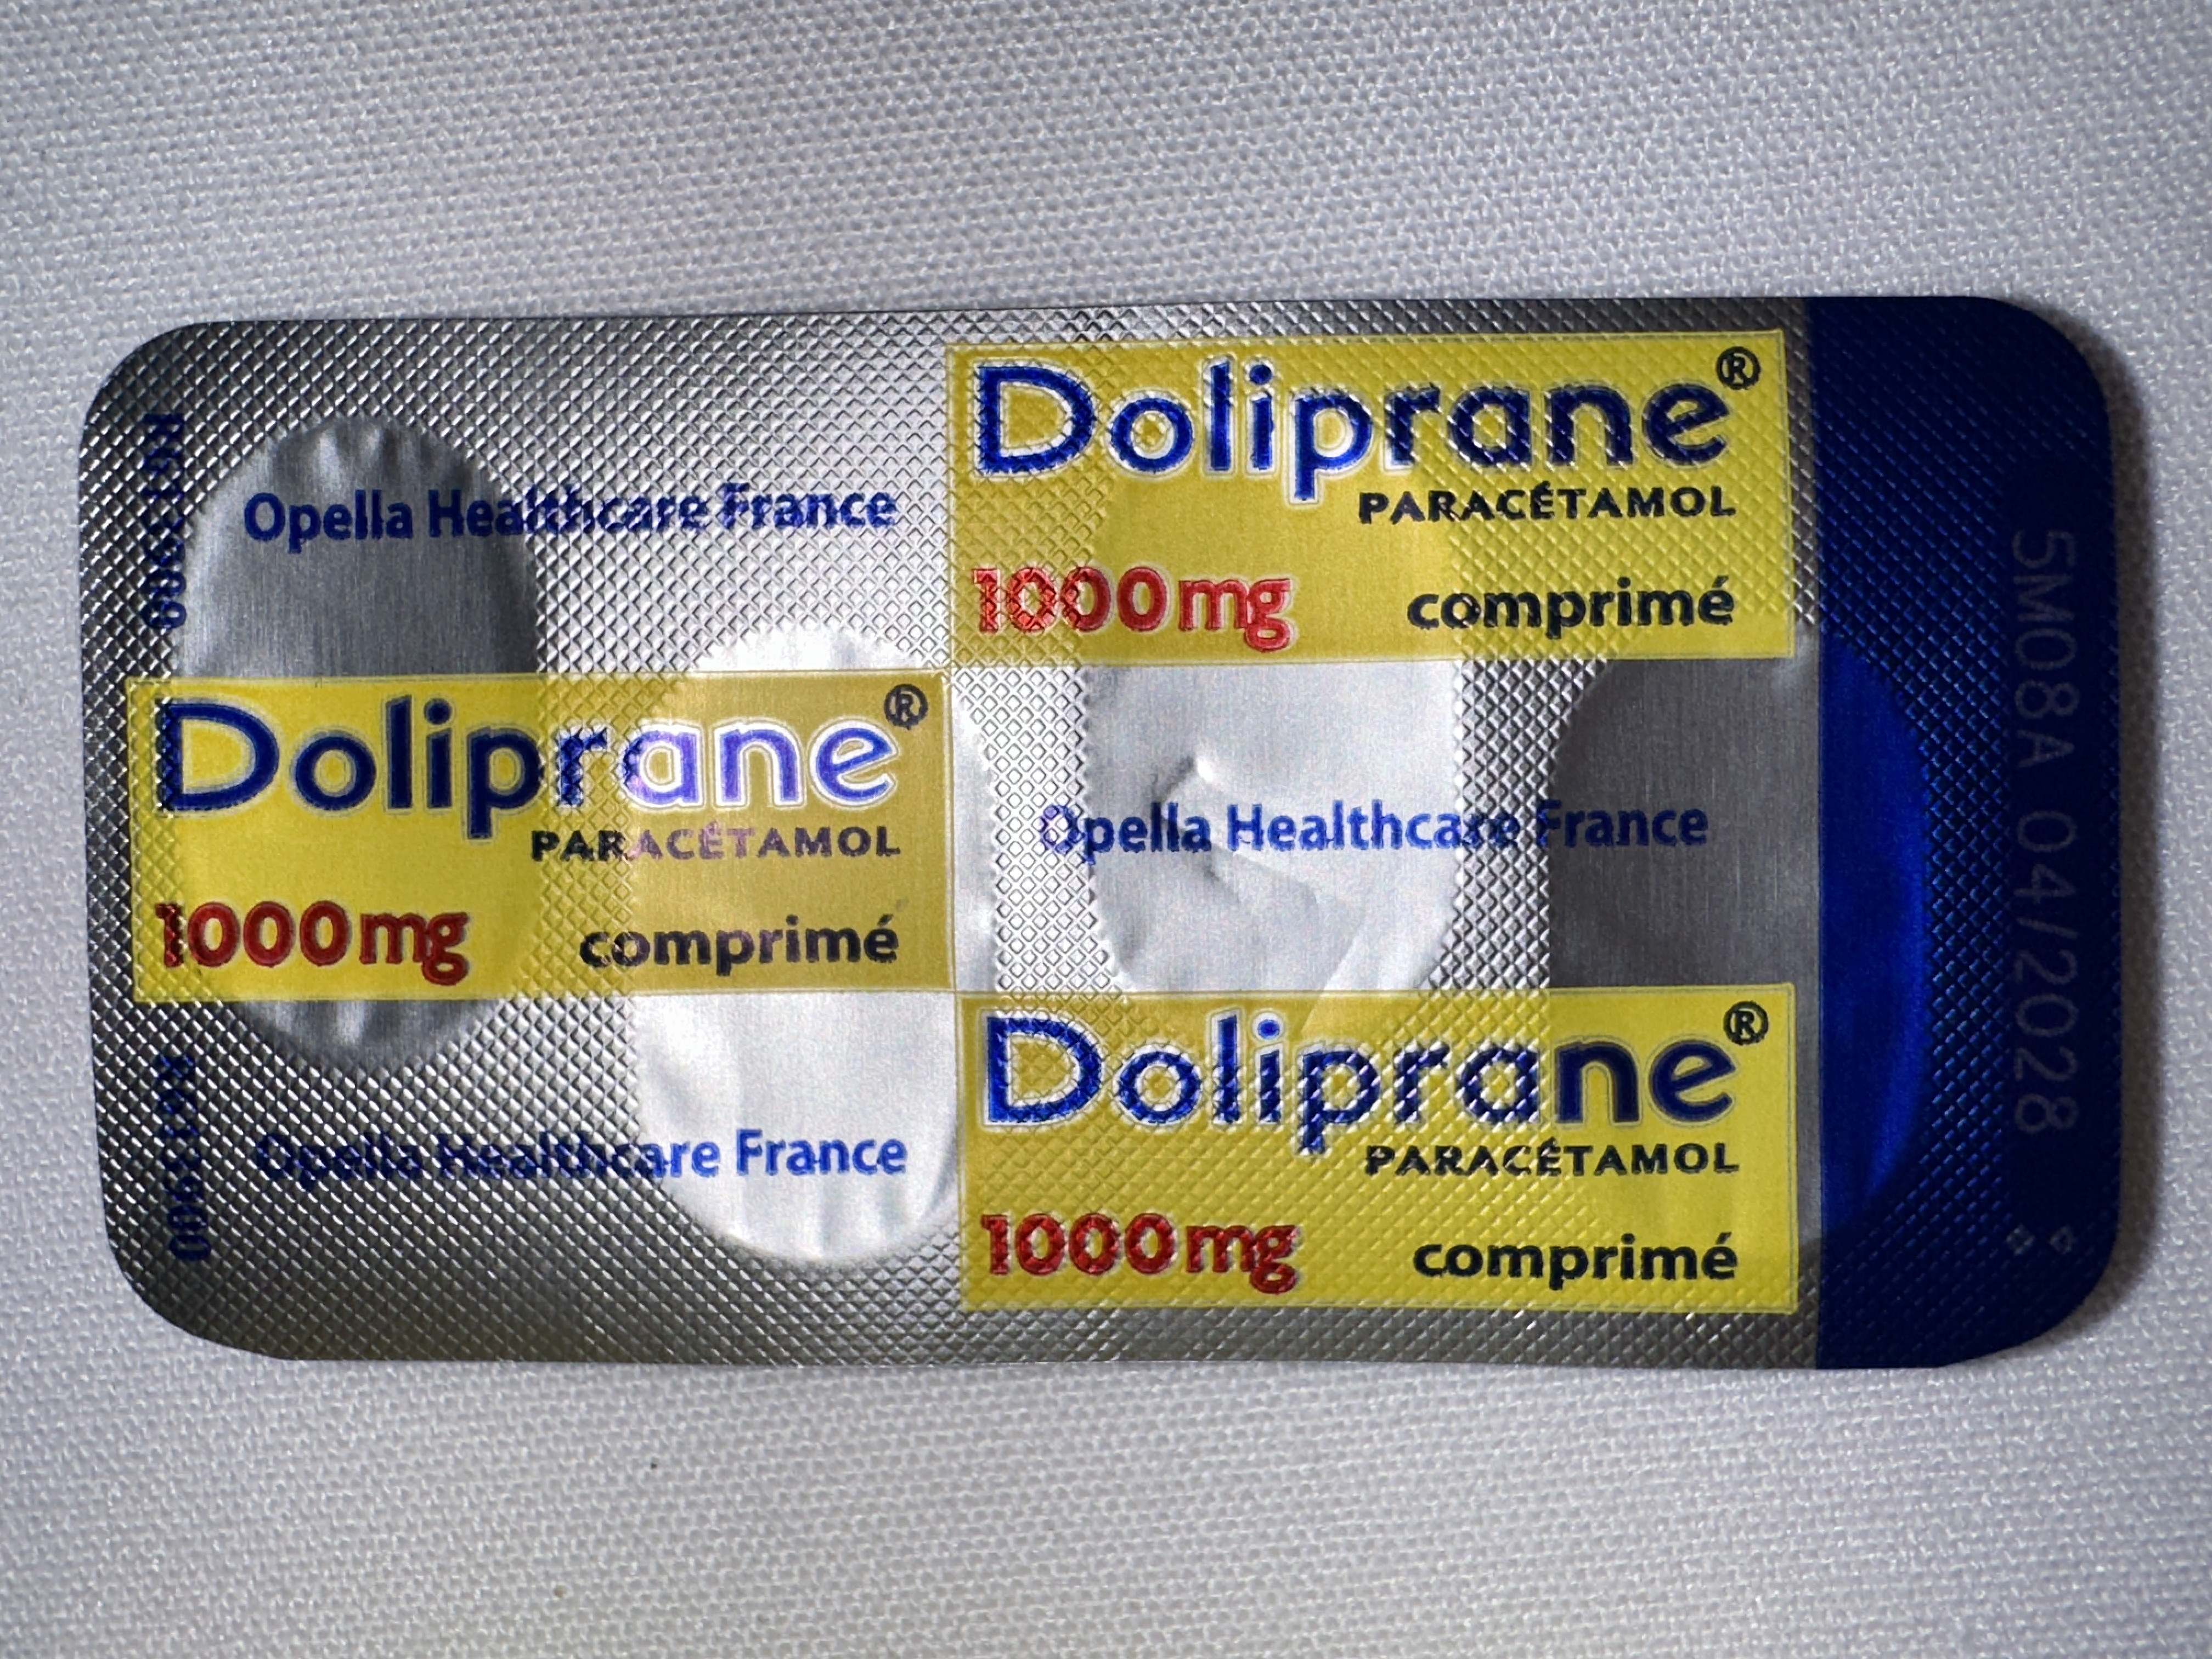 Doliprane®
PARACÉTAMOL
1000mg comprimé
Opella Healthcare France
Doliprane®
PARACÉTAMOL
1000mg comprimé
Opella Healthcare France
Opella Healthcare France
Doliprane®
PARACÉTAMOL
1000mg comprimé
5M08A 04/2028